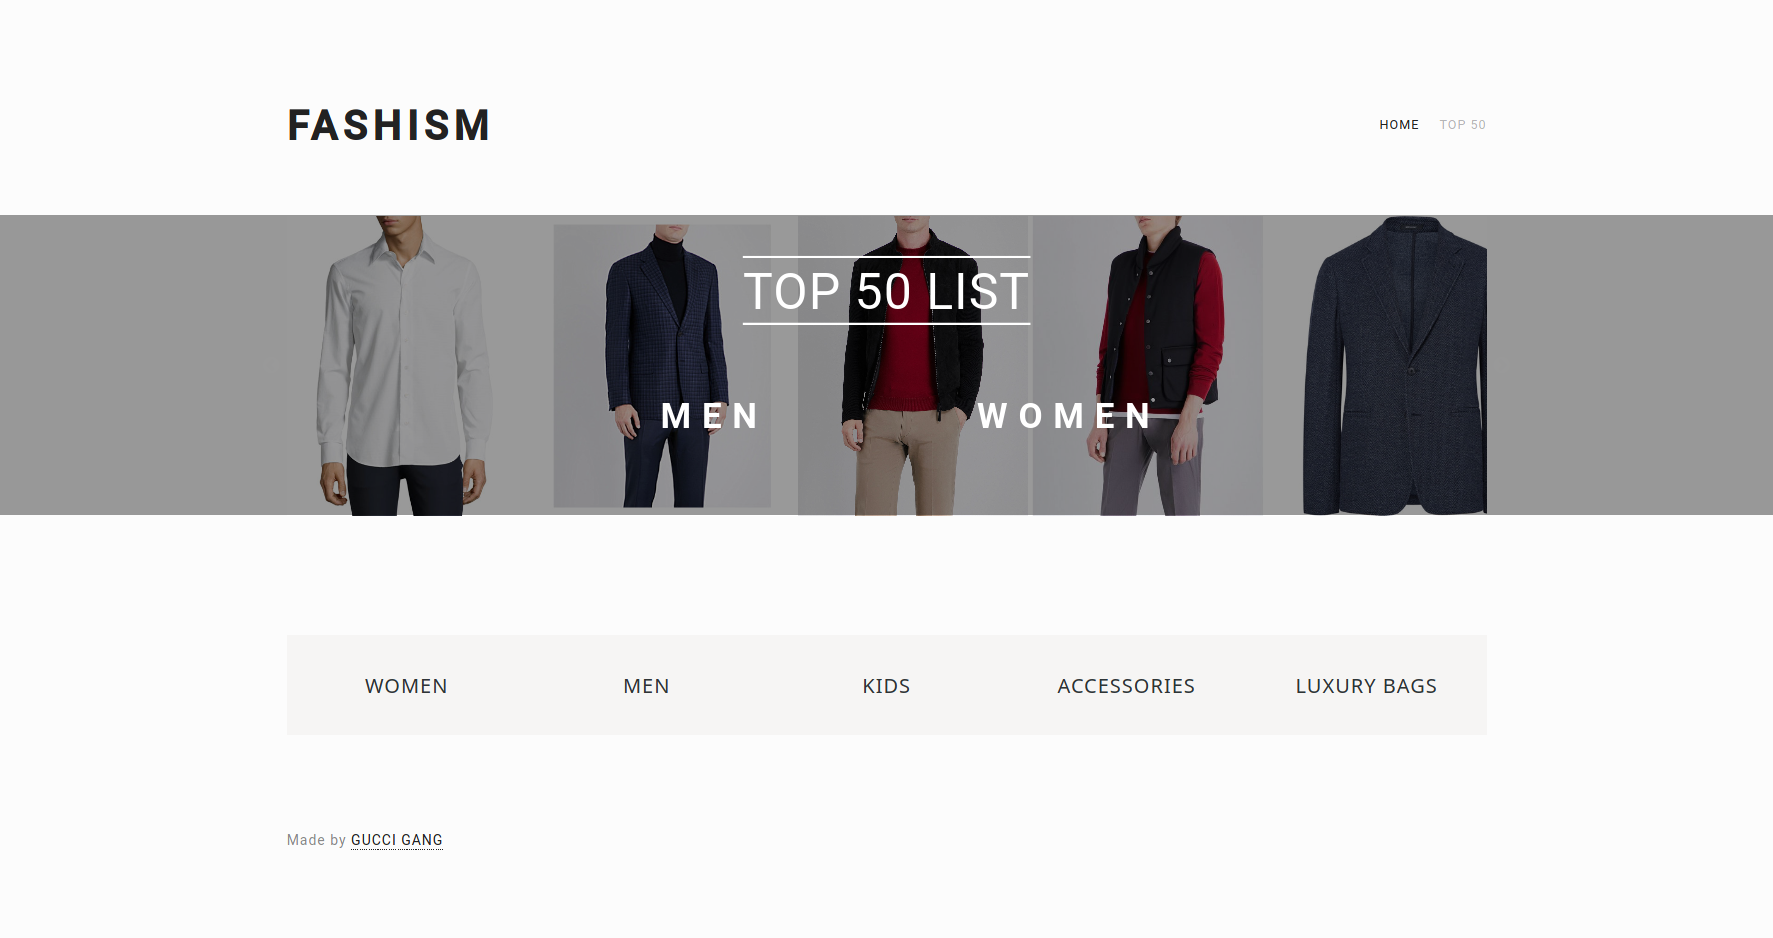 FASHISM
HOME TOP 50
TOP 50 LIST
MEN WOMEN
WOMEN MEN KIDS ACCESSORIES LUXURY BAGS
Made by GUCCI GANG